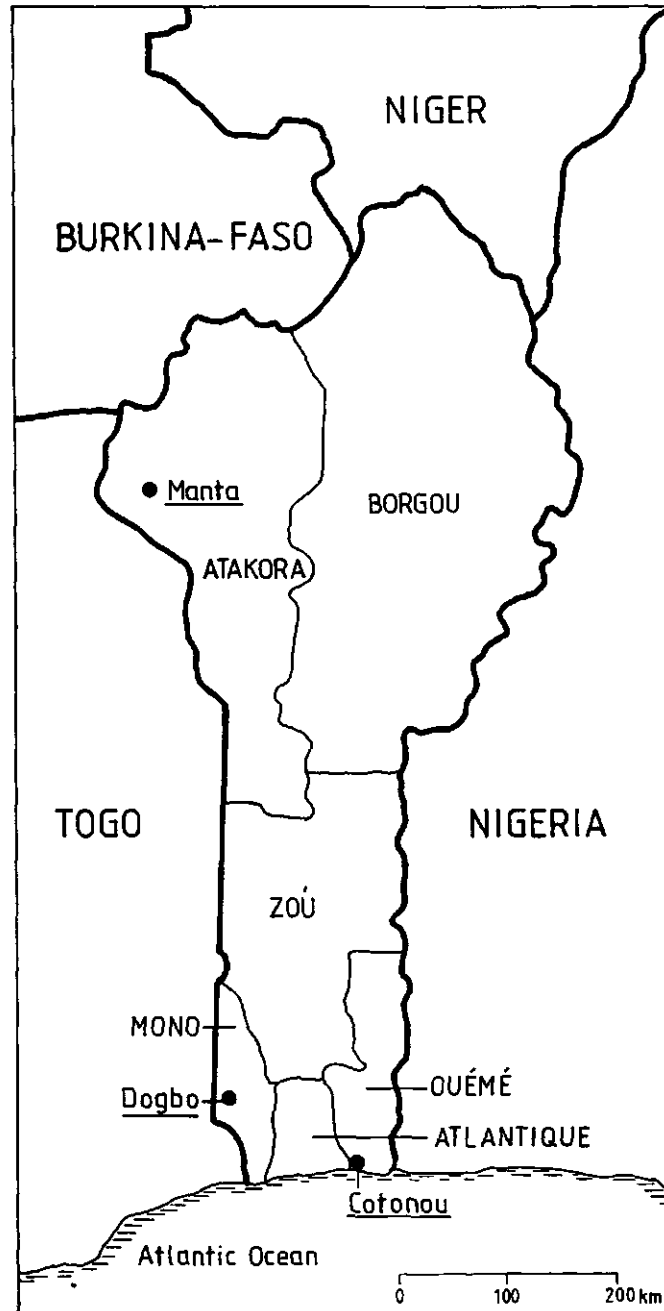 NIGER
BURKINA-FASO
Manta
BORGOU
ATAKORA
TOGO
NIGERIA
ZOÚ
MONO
Dogbo
OUÉMÉ
ATLANTIQUE
Cotonou
Atlantic Ocean
0 100 200 km